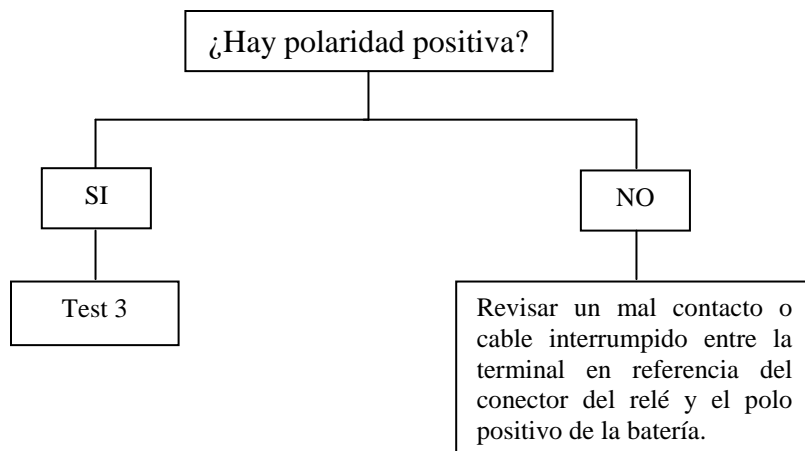 ¿Hay polaridad positiva?
SI
NO
Test 3
Revisar un mal contacto o
cable interrumpido entre la
terminal en referencia del
conector del relé y el polo
positivo de la batería.